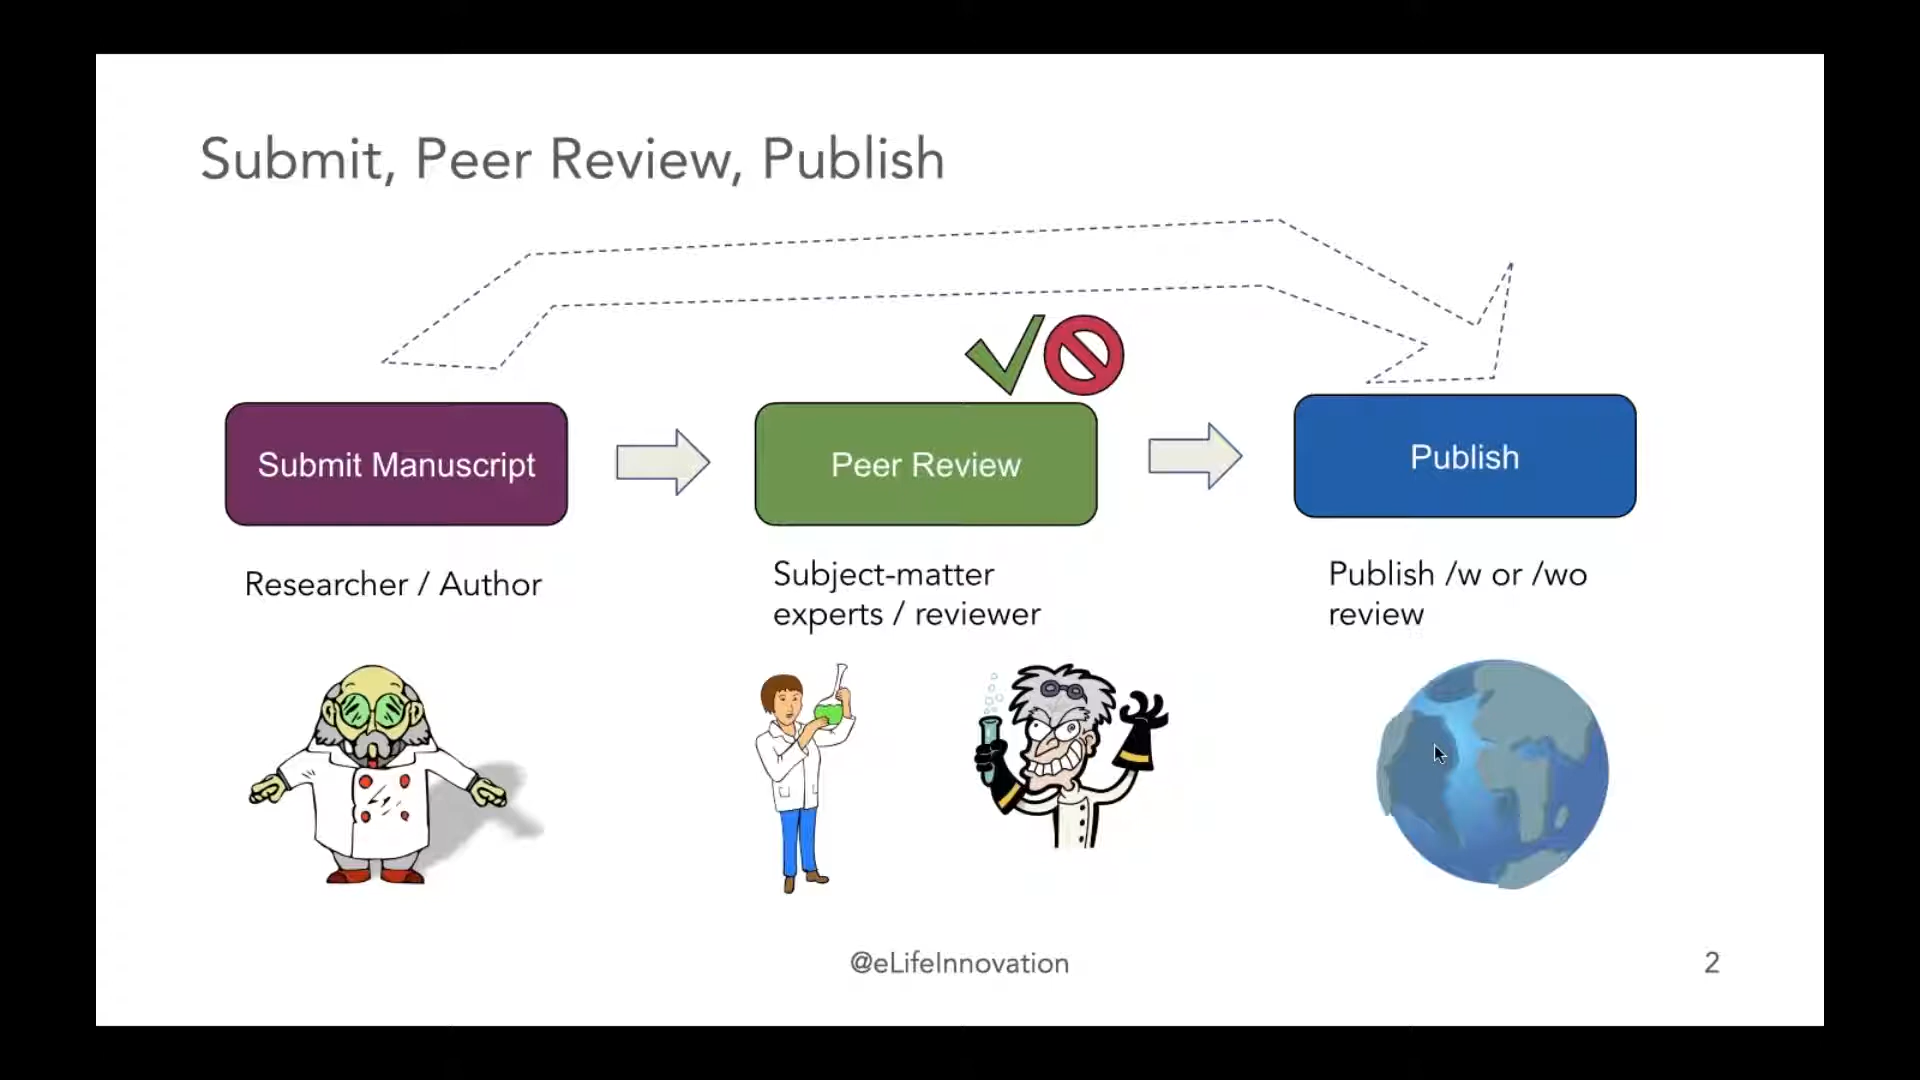 Submit, Peer Review, Publish
Submit Manuscript
Peer Review
Publish
Researcher / Author
Subject-matter
experts / reviewer
Publish /w or /wo
review
@eLifeInnovation
2